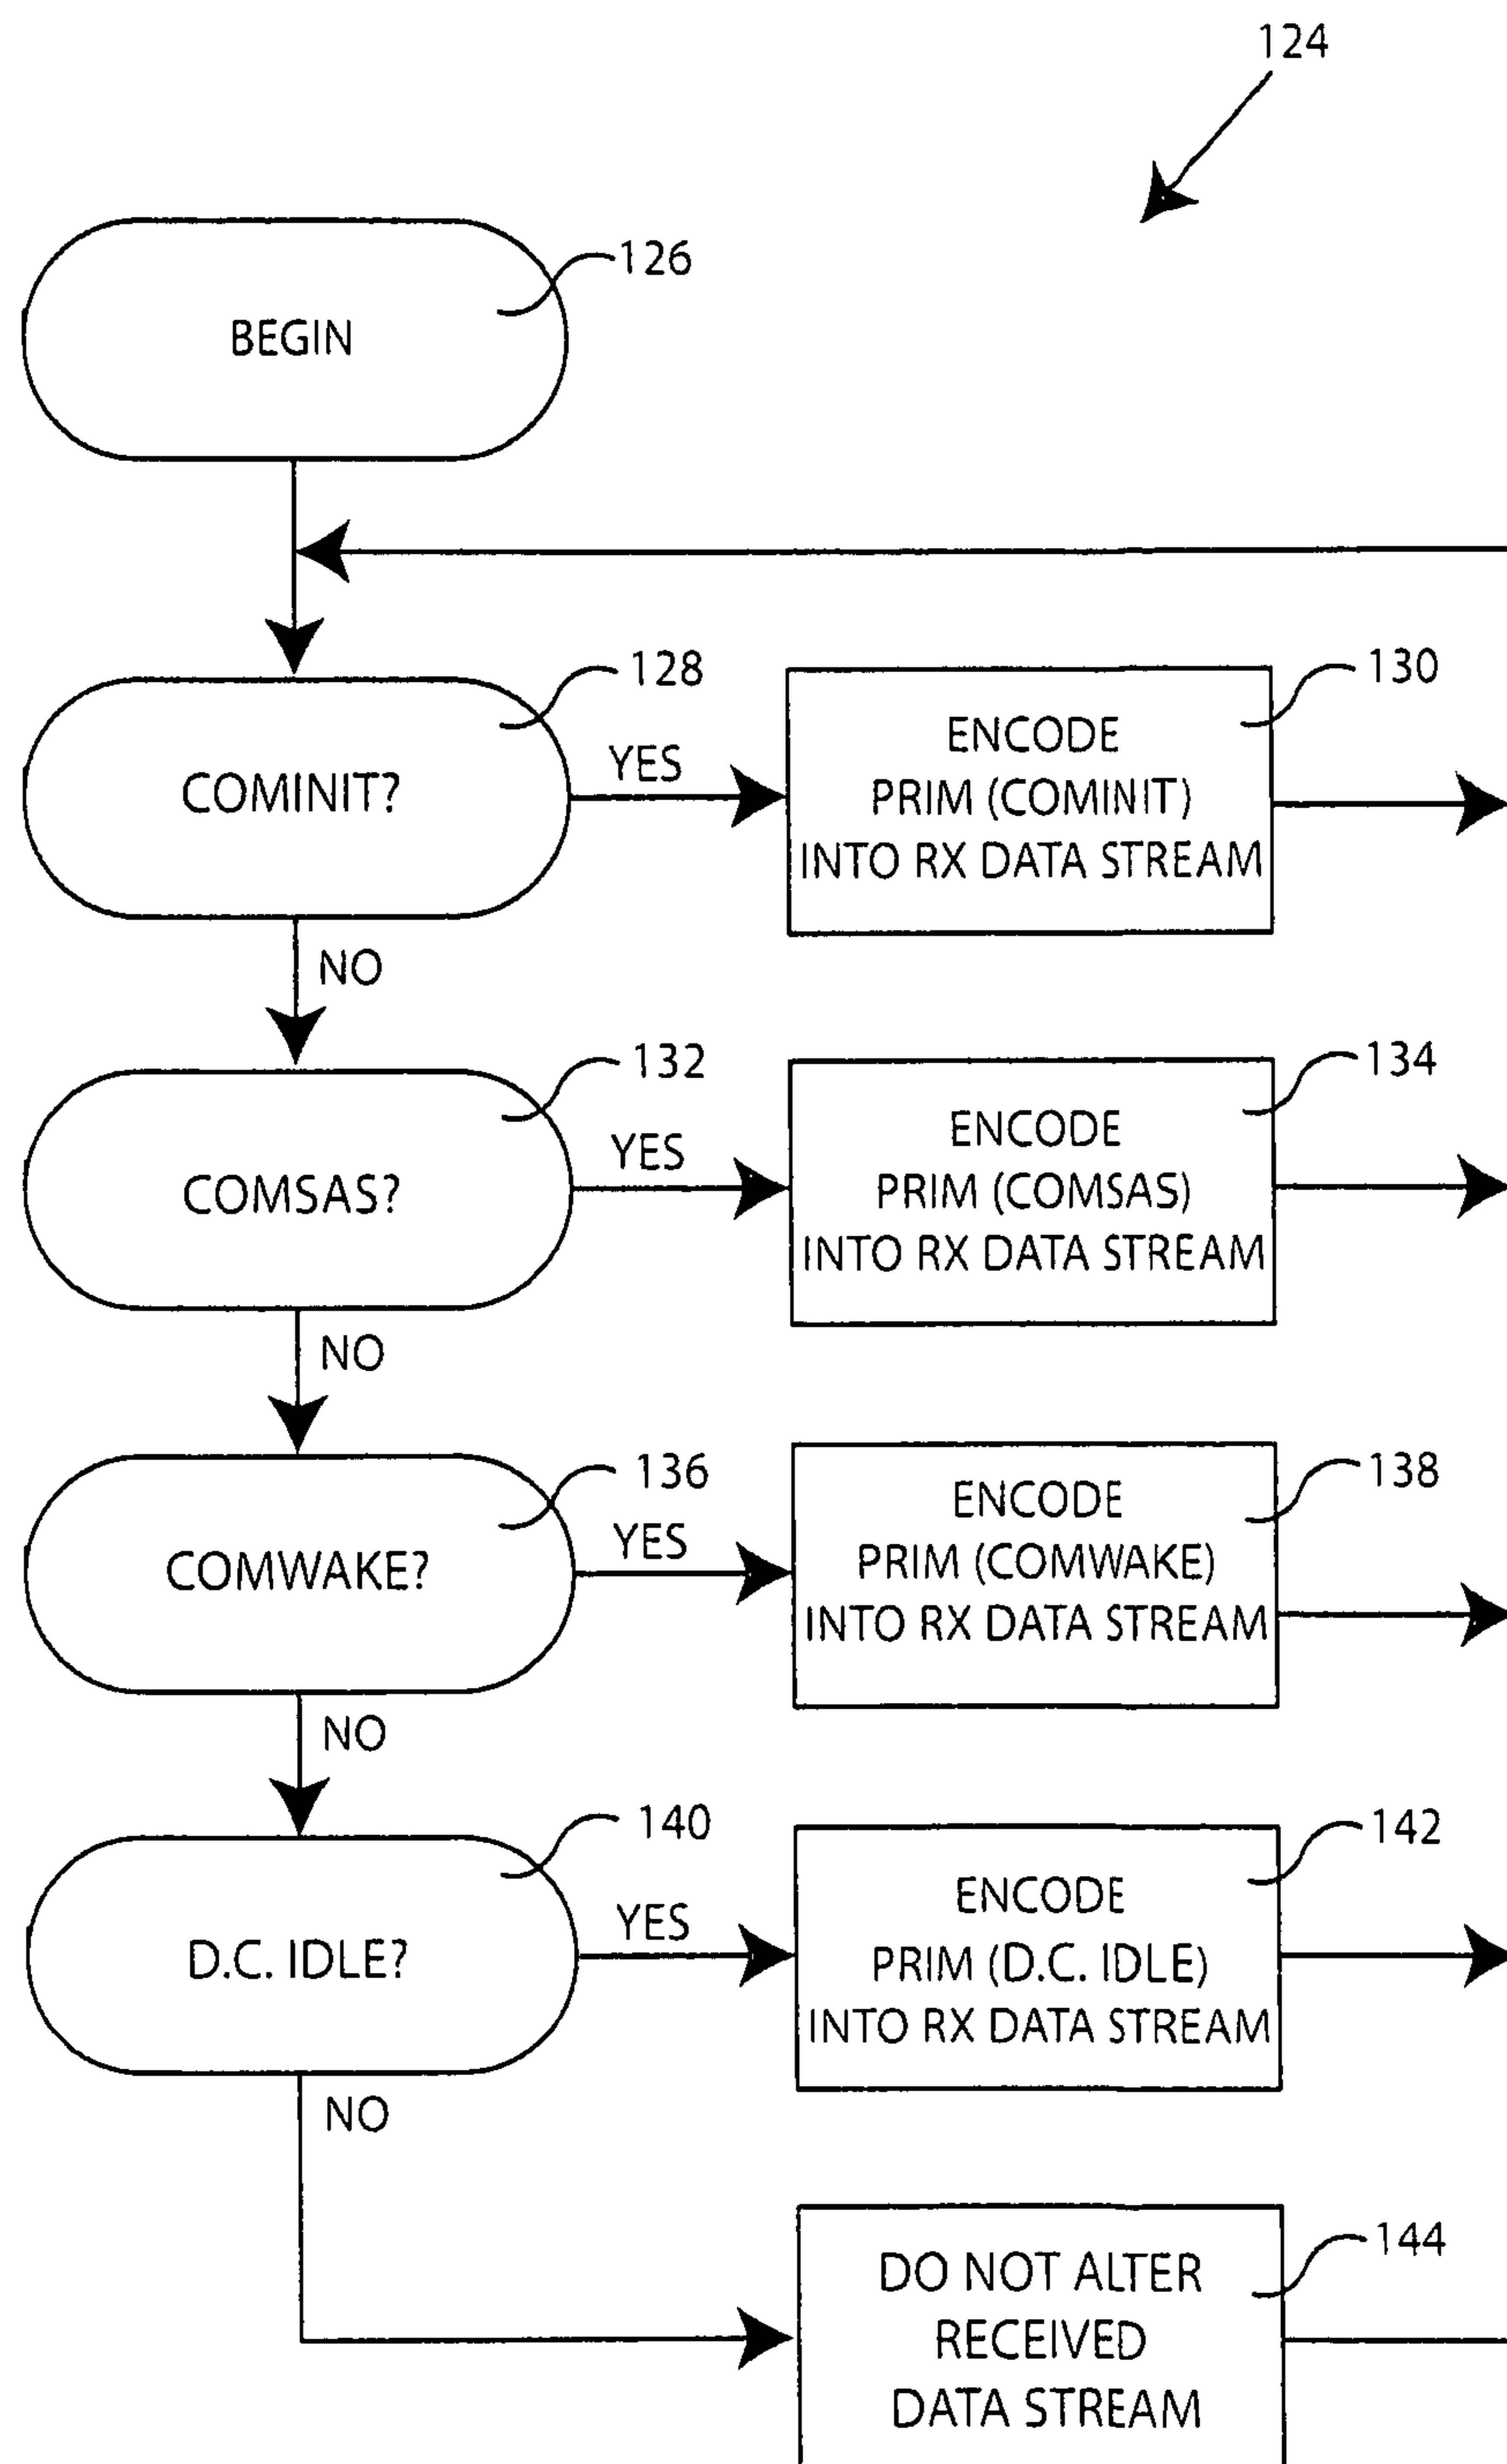 124
126
BEGIN
128
COMINIT?
YES
130
ENCODE
PRIM (COMINIT)
INTO RX DATA STREAM
NO
132
COMSAS?
YES
134
ENCODE
PRIM (COMSAS)
INTO RX DATA STREAM
NO
136
COMWAKE?
YES
138
ENCODE
PRIM (COMWAKE)
INTO RX DATA STREAM
NO
140
D.C. IDLE?
YES
142
ENCODE
PRIM (D.C. IDLE)
INTO RX DATA STREAM
NO
144
DO NOT ALTER
RECEIVED
DATA STREAM